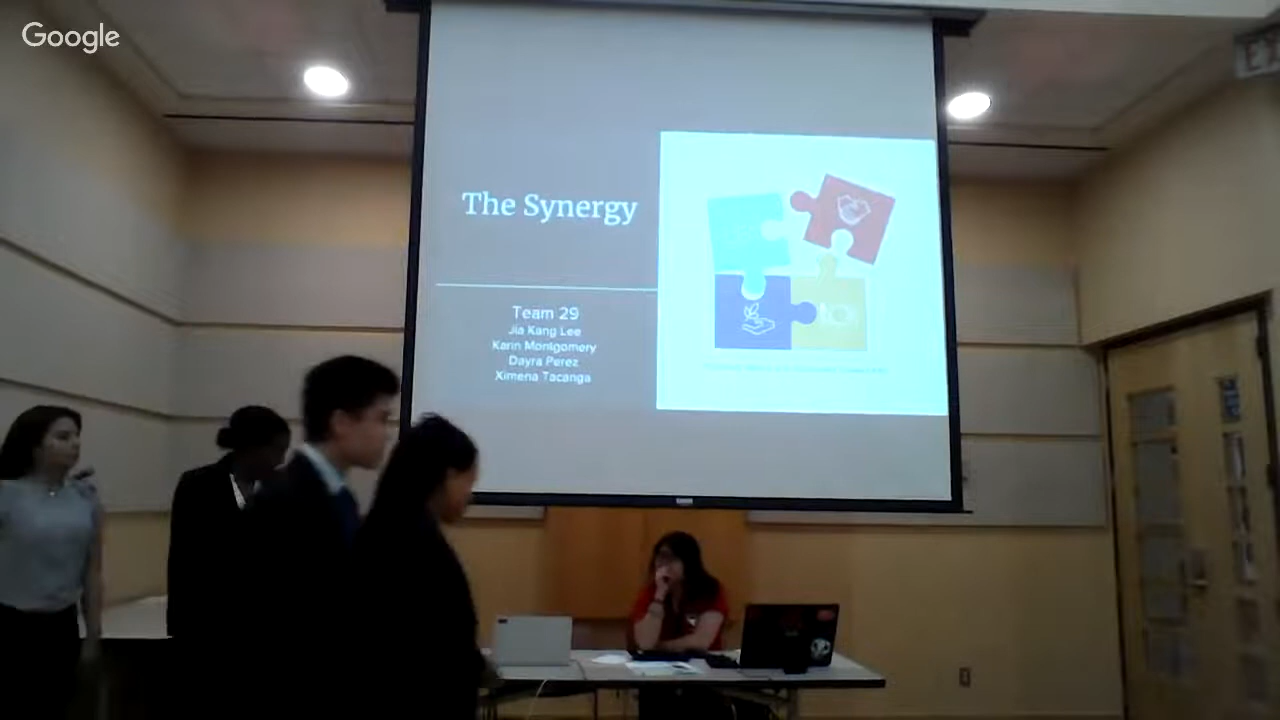 Google
The Synergy
Team 29
Jia Kang Lee
Karin Montgomery
Dayra Perez
Ximena Tacanga